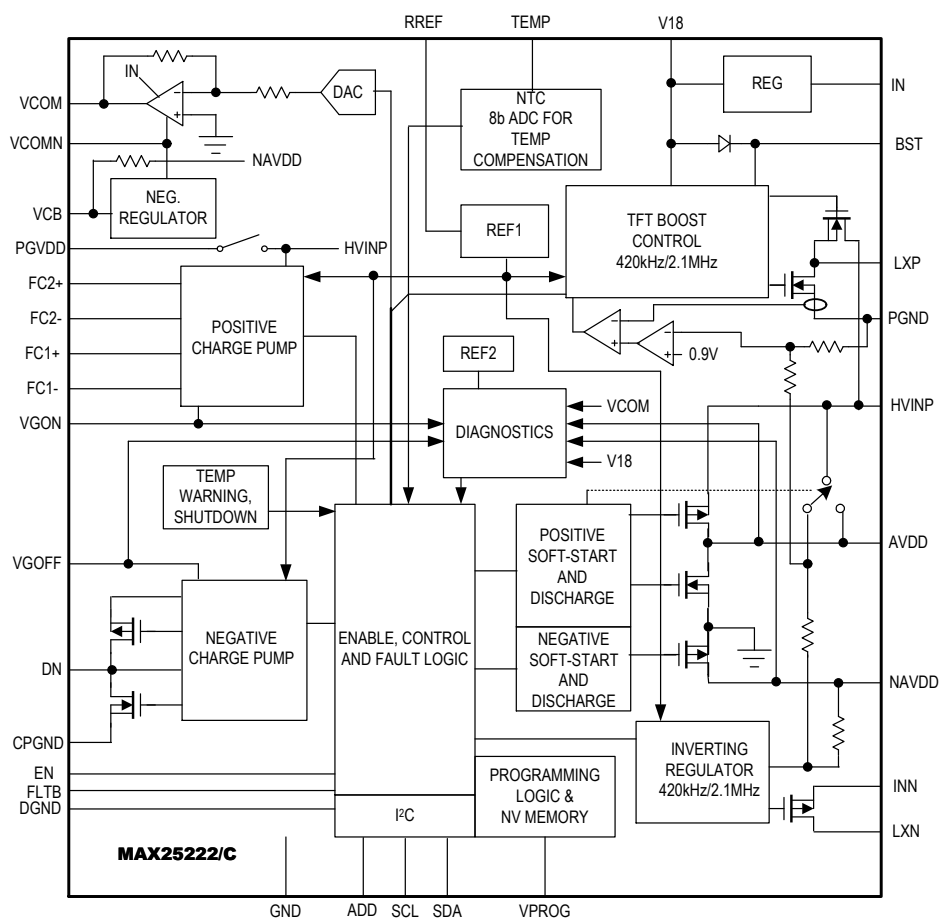 RREF
TEMP
V18
IN
DAC
VCOM
VCOMN
NAVDD
NEG.
REGULATOR
VCB
PGVDD
HVINP
FC2+
FC2-
FC1+
FC1-
POSITIVE
CHARGE PUMP
VGON
NTC
8b ADC FOR
TEMP
COMPENSATION
REG
IN
BST
REF1
TFT BOOST
CONTROL
420kHz/2.1MHz
LXP
PGND
0.9V
REF2
DIAGNOSTICS
VCOM
V18
HVINP
TEMP
WARNING,
SHUTDOWN
VGOFF
NEGATIVE
CHARGE PUMP
DN
CPGND
ENABLE, CONTROL
AND FAULT LOGIC
POSITIVE
SOFT-START
AND
DISCHARGE
NEGATIVE
SOFT-START
AND
DISCHARGE
AVDD
NAVDD
EN
FLTB
DGND
I²C
PROGRAMMING
LOGIC &
NV MEMORY
INVERTING
REGULATOR
420kHz/2.1MHz
INN
LXN
MAX25222/C
GND
ADD
SCL
SDA
VPROG